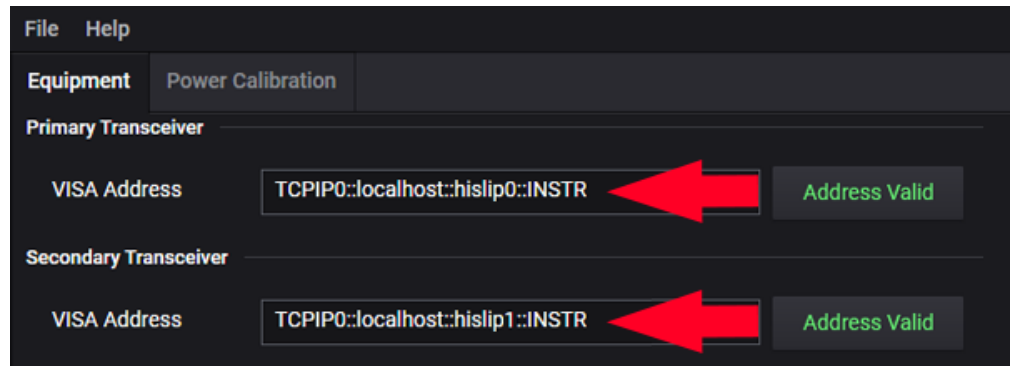 File Help
Equipment Power Calibration
Primary Transceiver
VISA Address TCPIP0::localhost::hislip0::INSTR Address Valid
Secondary Transceiver
VISA Address TCPIP0::localhost::hislip1::INSTR Address Valid